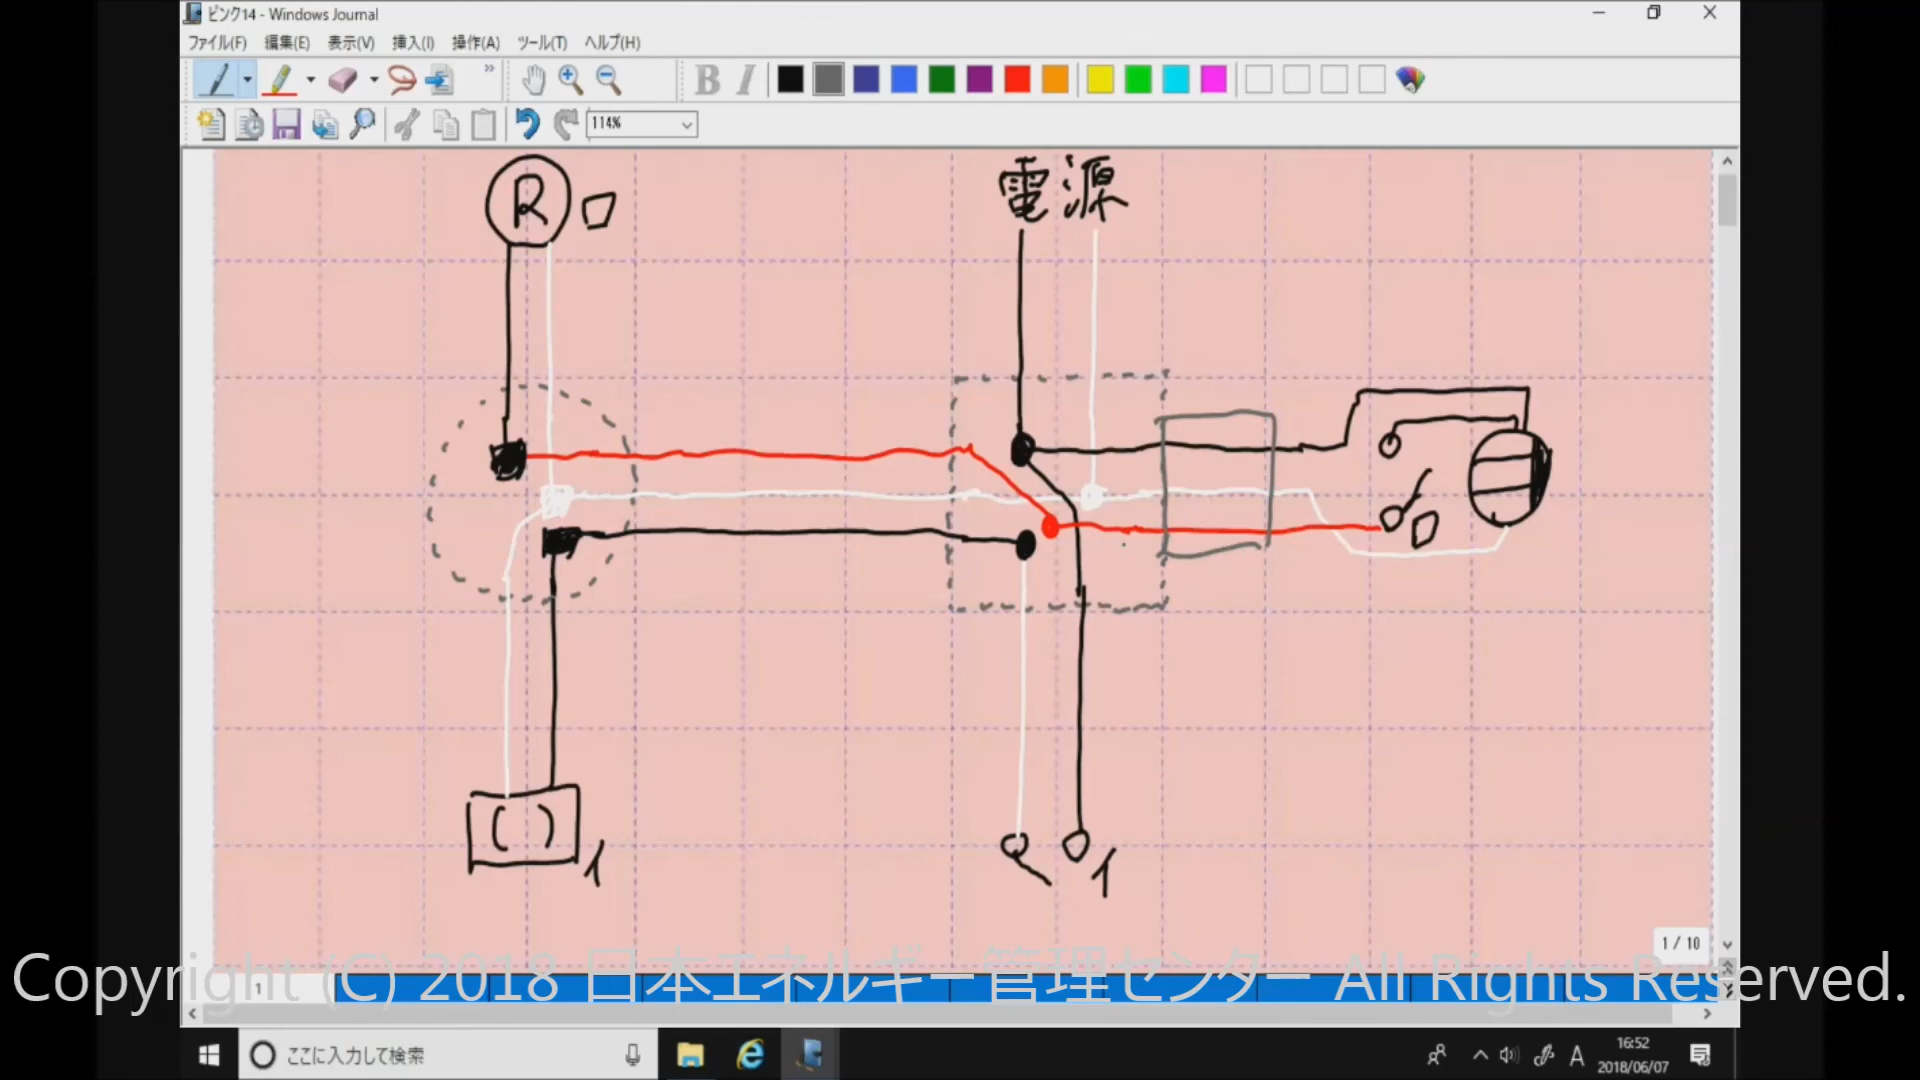 ピンク14 - Windows Journal
ファイル(F) 編集(E) 表示(V) 挿入(I) 操作(A) ツール(T) ヘルプ(H)
B I
114%
R ロ 電源
ロ
( ) イ イ
1 / 10
1
Copyright (C) 2018 日本エネルギー管理センター All Rights Reserved.
ここに入力して検索
A 16:52
2018/06/07